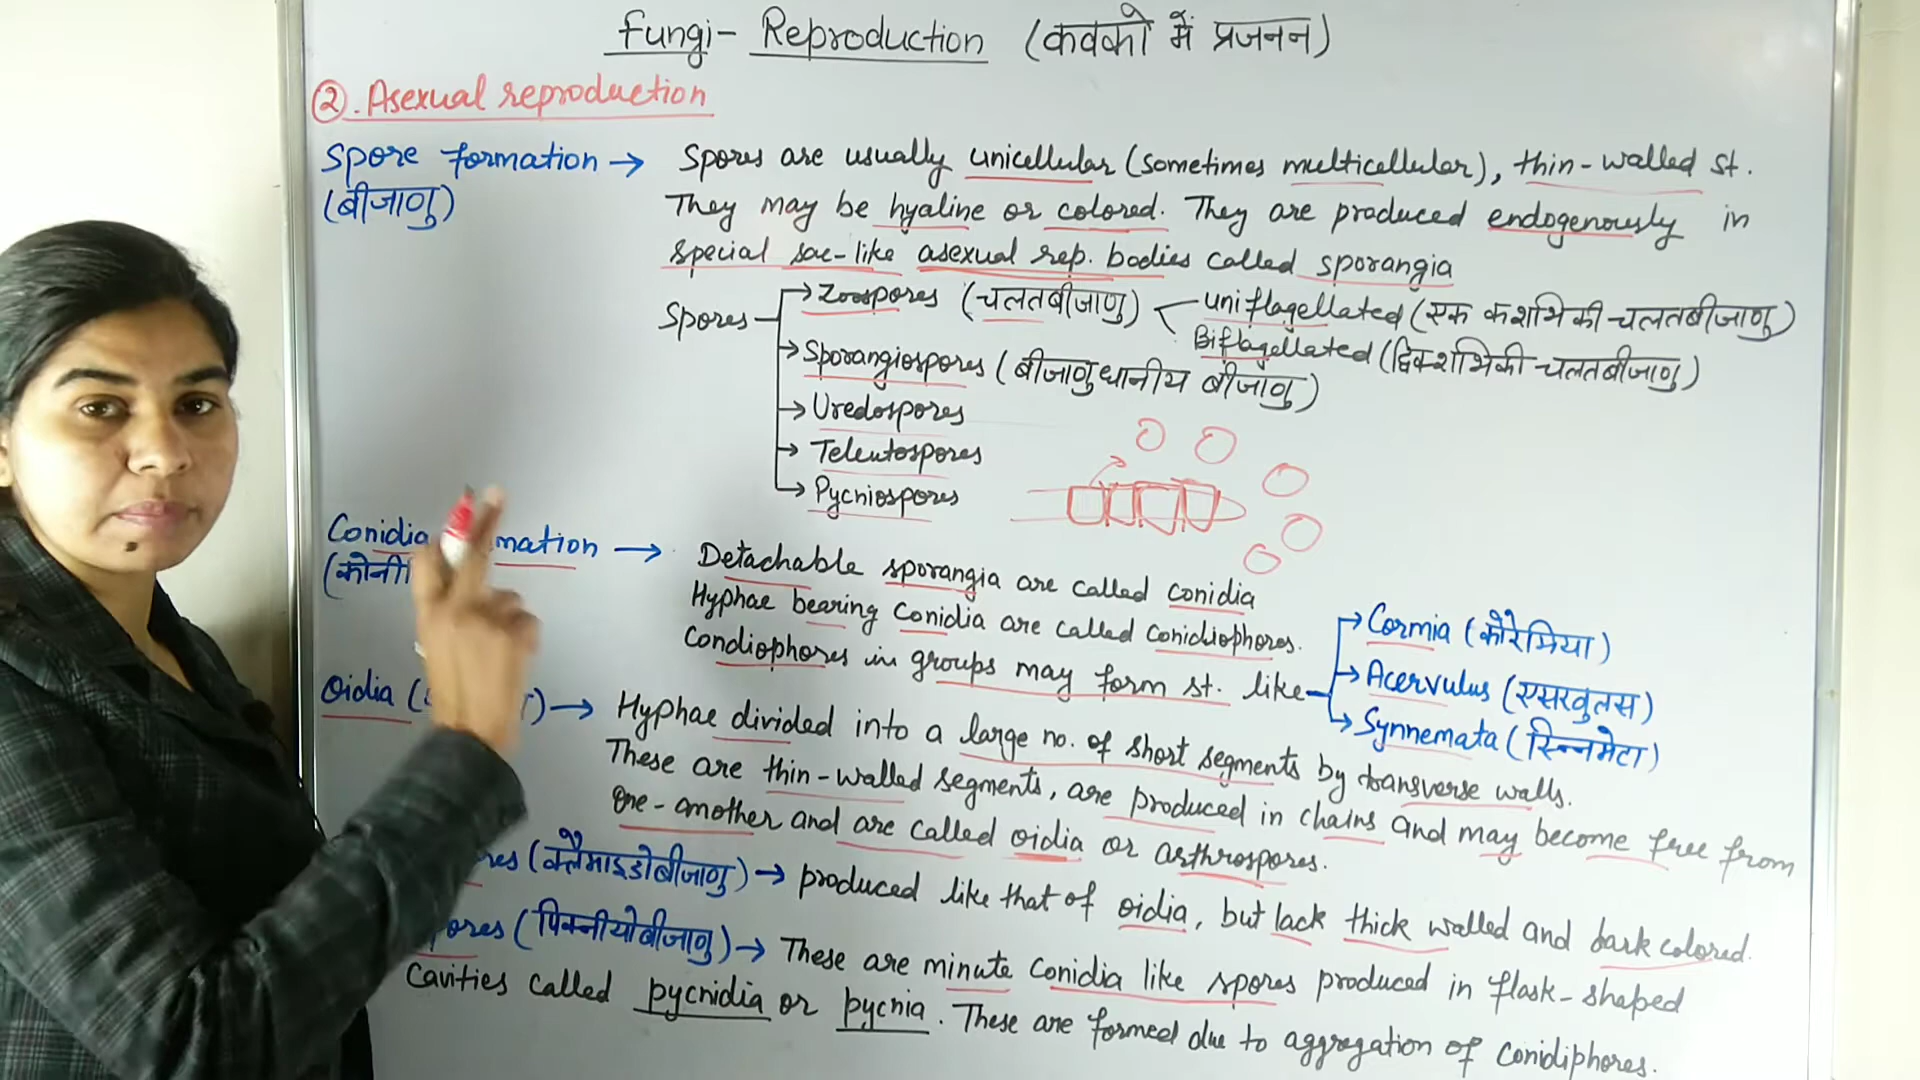 Fungi- Reproduction (कवको में प्रजनन)
②. Asexual reproduction
Spore formation → Spores are usually unicellular (sometimes multicellular), thin-walled st.
(बीजाणु) They may be hyaline or colored. They are produced endogenously in
special sac-like asexual rep. bodies called sporangia
Spores → Zoospores (चलतबीजाणु) uniflagellated (एक कशाभिकी-चलतबीजाणु)
Biflagellated (द्विकशाभिकी-चलतबीजाणु)
→ Sporangiospores (बीजाणुधानीय बीजाणु)
→ Uredospores
→ Teleutospores
→ Pycniospores
Conidia mation → Detachable sporangia are called conidia
Hyphae bearing Conidia are called Conidiophores.
Condiophores in groups may form st. like
→ Cormia (कोरेमिया)
→ Acervulus (एसरवुलस)
→ Synnemata (सिन्नमेटा)
Oidia → Hyphae divided into a large no. of short segments by transverse walls.
These are thin-walled segments, are produced in chains and may become free from
one-another and are called oidia or arthrospores.
res (क्लैमाइडोबीजाणु) → produced like that of oidia, but lack thick walled and dark colored.
ores (पिक्नीयोबीजाणु) → These are minute conidia like spores produced in flask-shaped
cavities called pycnidia or pycnia. These are formed due to aggregation of conidiphores.